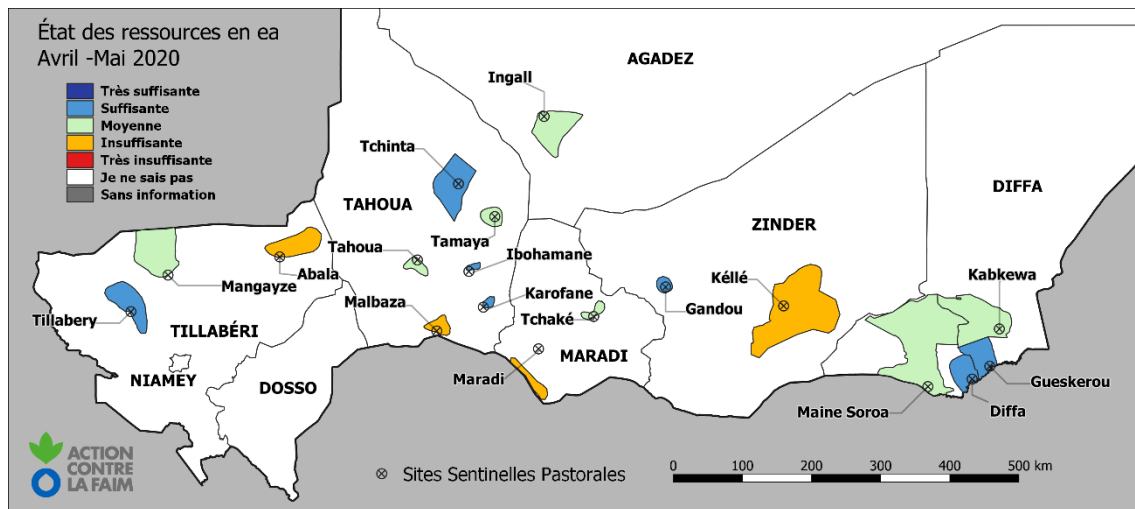 État des ressources en ea
Avril -Mai 2020
Très suffisante
Suffisante
Moyenne
Insuffisante
Très insuffisante
Je ne sais pas
Sans information
AGADEZ
Ingall
Tchinta
DIFFA
TAHOUA
ZINDER
Tamaya
Tahoua
Ibohamane
Abala
Kéllé
Kabkewa
Mangayze
Malbaza
Karofane
Gandou
Tillabery
TILLABÉRI
Tchaké
MARADI
Maradi
NIAMEY
DOSSO
Gueskerou
Maine Soroa
Diffa
ACTION
CONTRE
LA FAIM
Sites Sentinelles Pastorales
0 100 200 300 400 500 km